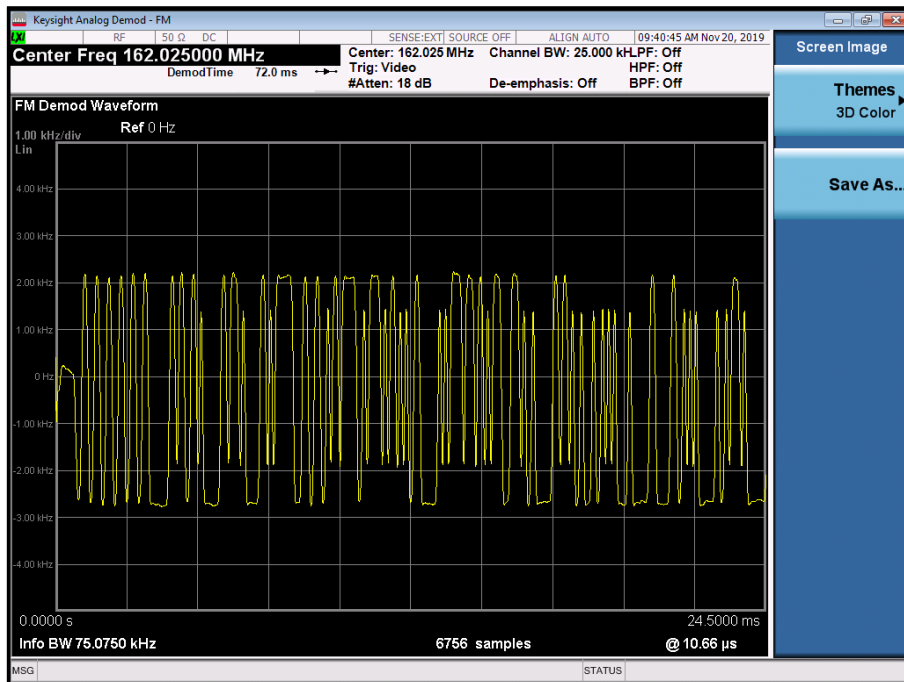 Keysight Analog Demod - FM
LXI RF 50 Ω DC SENSE:EXT SOURCE OFF ALIGN AUTO 09:40:45 AM Nov 20, 2019
Center Freq 162.025000 MHz
DemodTime 72.0 ms
Center: 162.025 MHz Channel BW: 25.000 kHz LPF: Off
Trig: Video HPF: Off
#Atten: 18 dB De-emphasis: Off BPF: Off
FM Demod Waveform
Ref 0 Hz
1.00 kHz/div
Lin
4.00 kHz
3.00 kHz
2.00 kHz
1.00 kHz
0 Hz
-1.00 kHz
-2.00 kHz
-3.00 kHz
-4.00 kHz
0.0000 s 24.5000 ms
Info BW 75.0750 kHz 6756 samples @ 10.66 µs
MSG STATUS
Screen Image
Themes
3D Color
Save As...